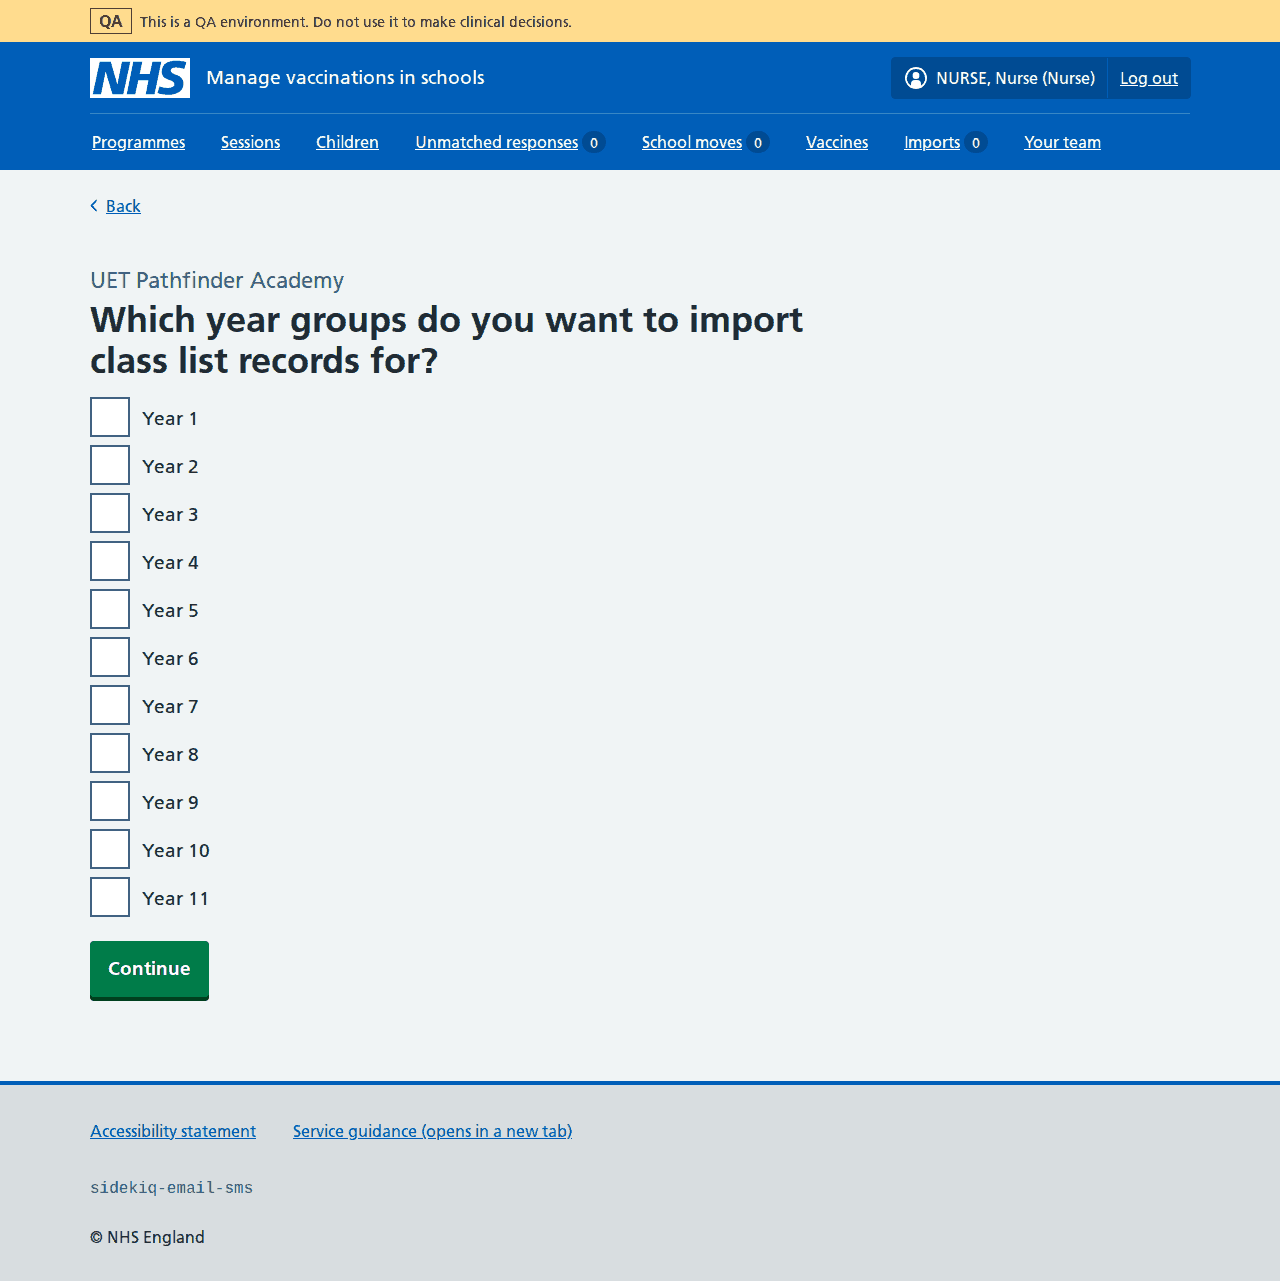 QA This is a QA environment. Do not use it to make clinical decisions.
NHS Manage vaccinations in schools NURSE, Nurse (Nurse) Log out
Programmes Sessions Children Unmatched responses 0 School moves 0 Vaccines Imports 0 Your team
Back
UET Pathfinder Academy
Which year groups do you want to import
class list records for?
Year 1
Year 2
Year 3
Year 4
Year 5
Year 6
Year 7
Year 8
Year 9
Year 10
Year 11
Continue
Accessibility statement Service guidance (opens in a new tab)
sidekiq-email-sms
© NHS England